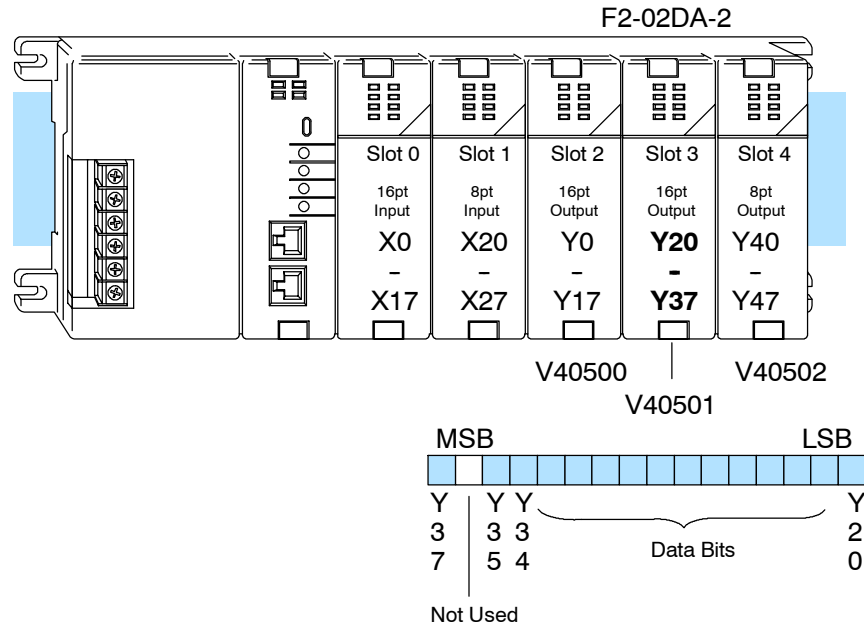 F2-02DA-2
Slot 0 Slot 1 Slot 2 Slot 3 Slot 4
16pt 8pt 16pt 16pt 8pt
Input Input Output Output Output
X0 X20 Y0 Y20 Y40
– – – – –
X17 X27 Y17 Y37 Y47
V40500 V40502
V40501
MSB LSB
Y Y Y Y
3 3 3 2
7 5 4 0
Data Bits
Not Used